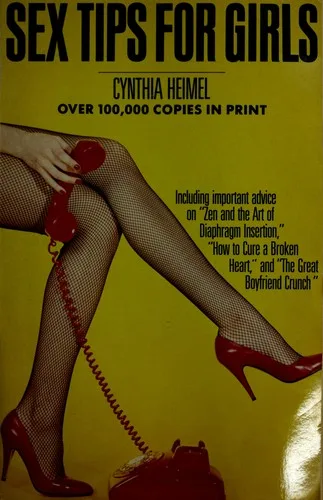 SEX TIPS FOR GIRLS
CYNTHIA HEIMEL
OVER 100,000 COPIES IN PRINT
Including important advice
on "Zen and the Art of
Diaphragm Insertion,"
"How to Cure a Broken
Heart," and "The Great
Boyfriend Crunch"